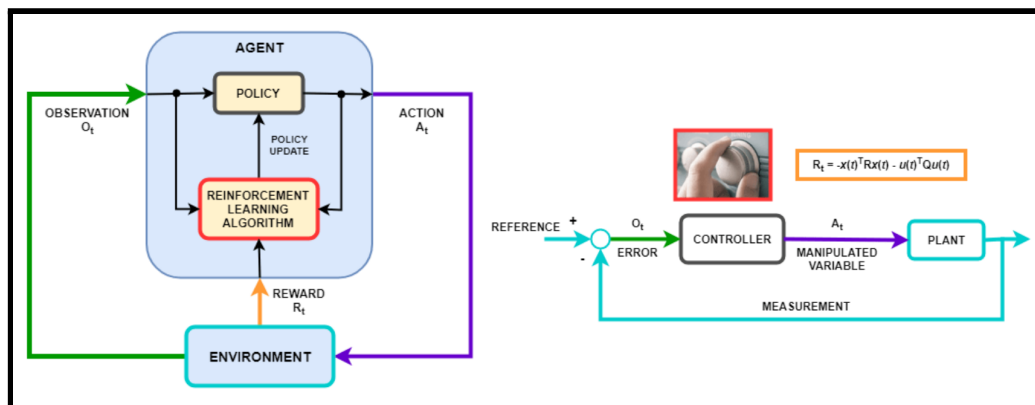 AGENT
POLICY
OBSERVATION
Ot
ACTION
At
POLICY
UPDATE
REINFORCEMENT
LEARNING
ALGORITHM
REWARD
Rt
ENVIRONMENT
Rt = -x(t)ᵀRx(t) - u(t)ᵀQu(t)
REFERENCE
+
-
Ot
ERROR
CONTROLLER
At
MANIPULATED
VARIABLE
PLANT
MEASUREMENT